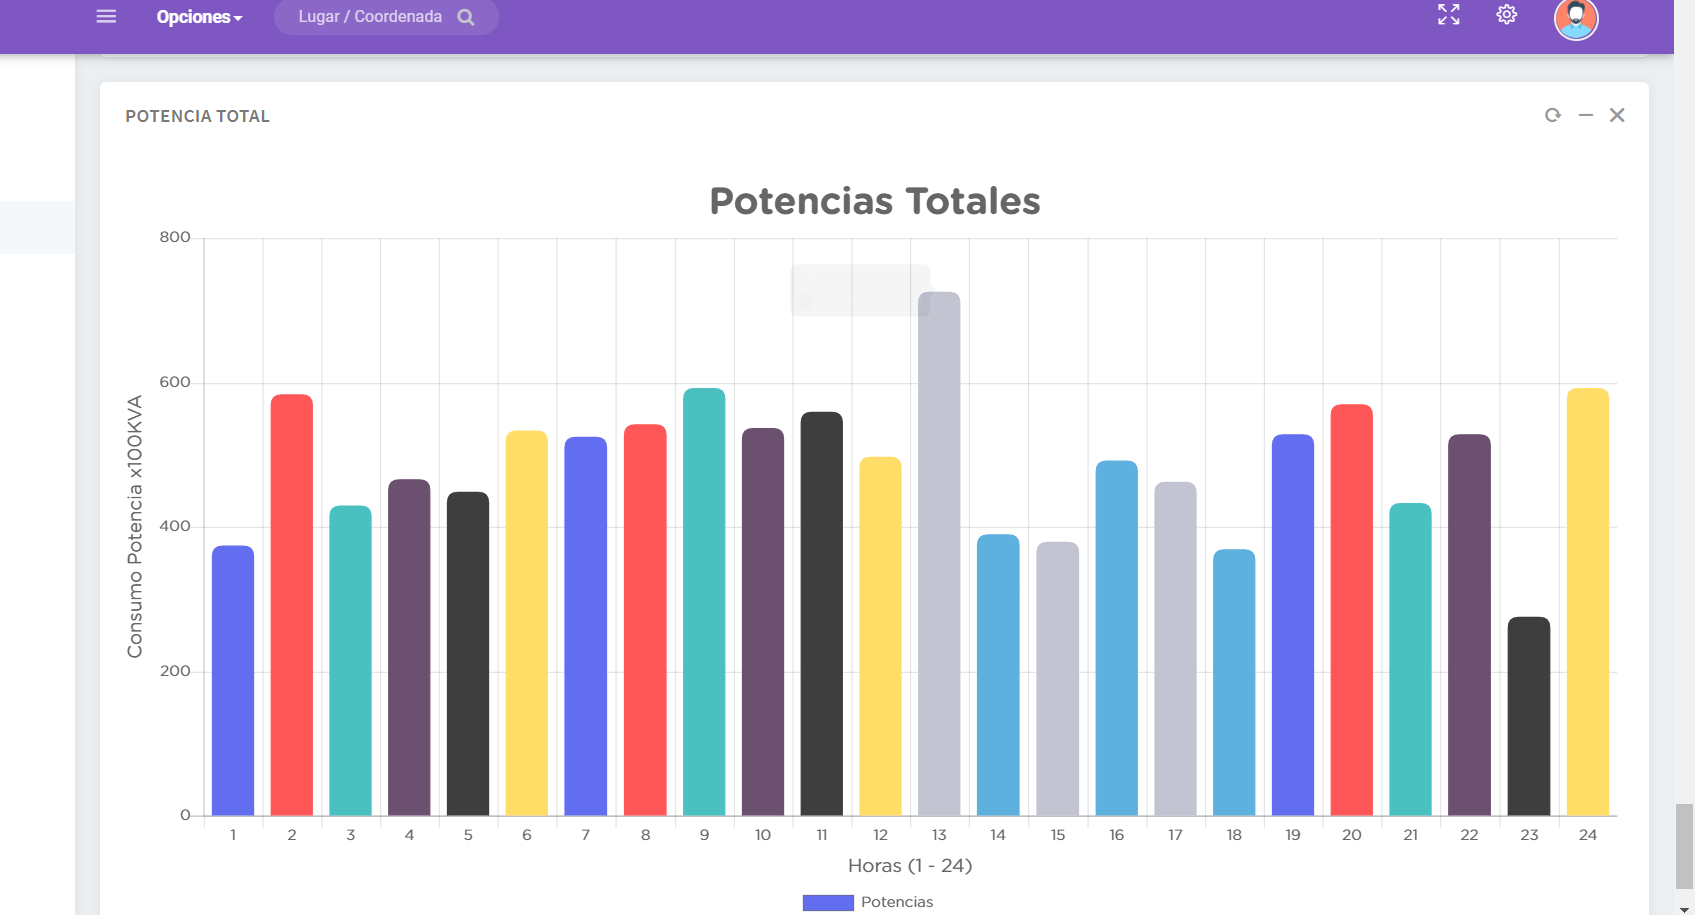 Opciones
Lugar / Coordenada
POTENCIA TOTAL
Potencias Totales
800
600
400
200
0
Consumo Potencia x100KVA
1 2 3 4 5 6 7 8 9 10 11 12 13 14 15 16 17 18 19 20 21 22 23 24
Horas (1 - 24)
Potencias